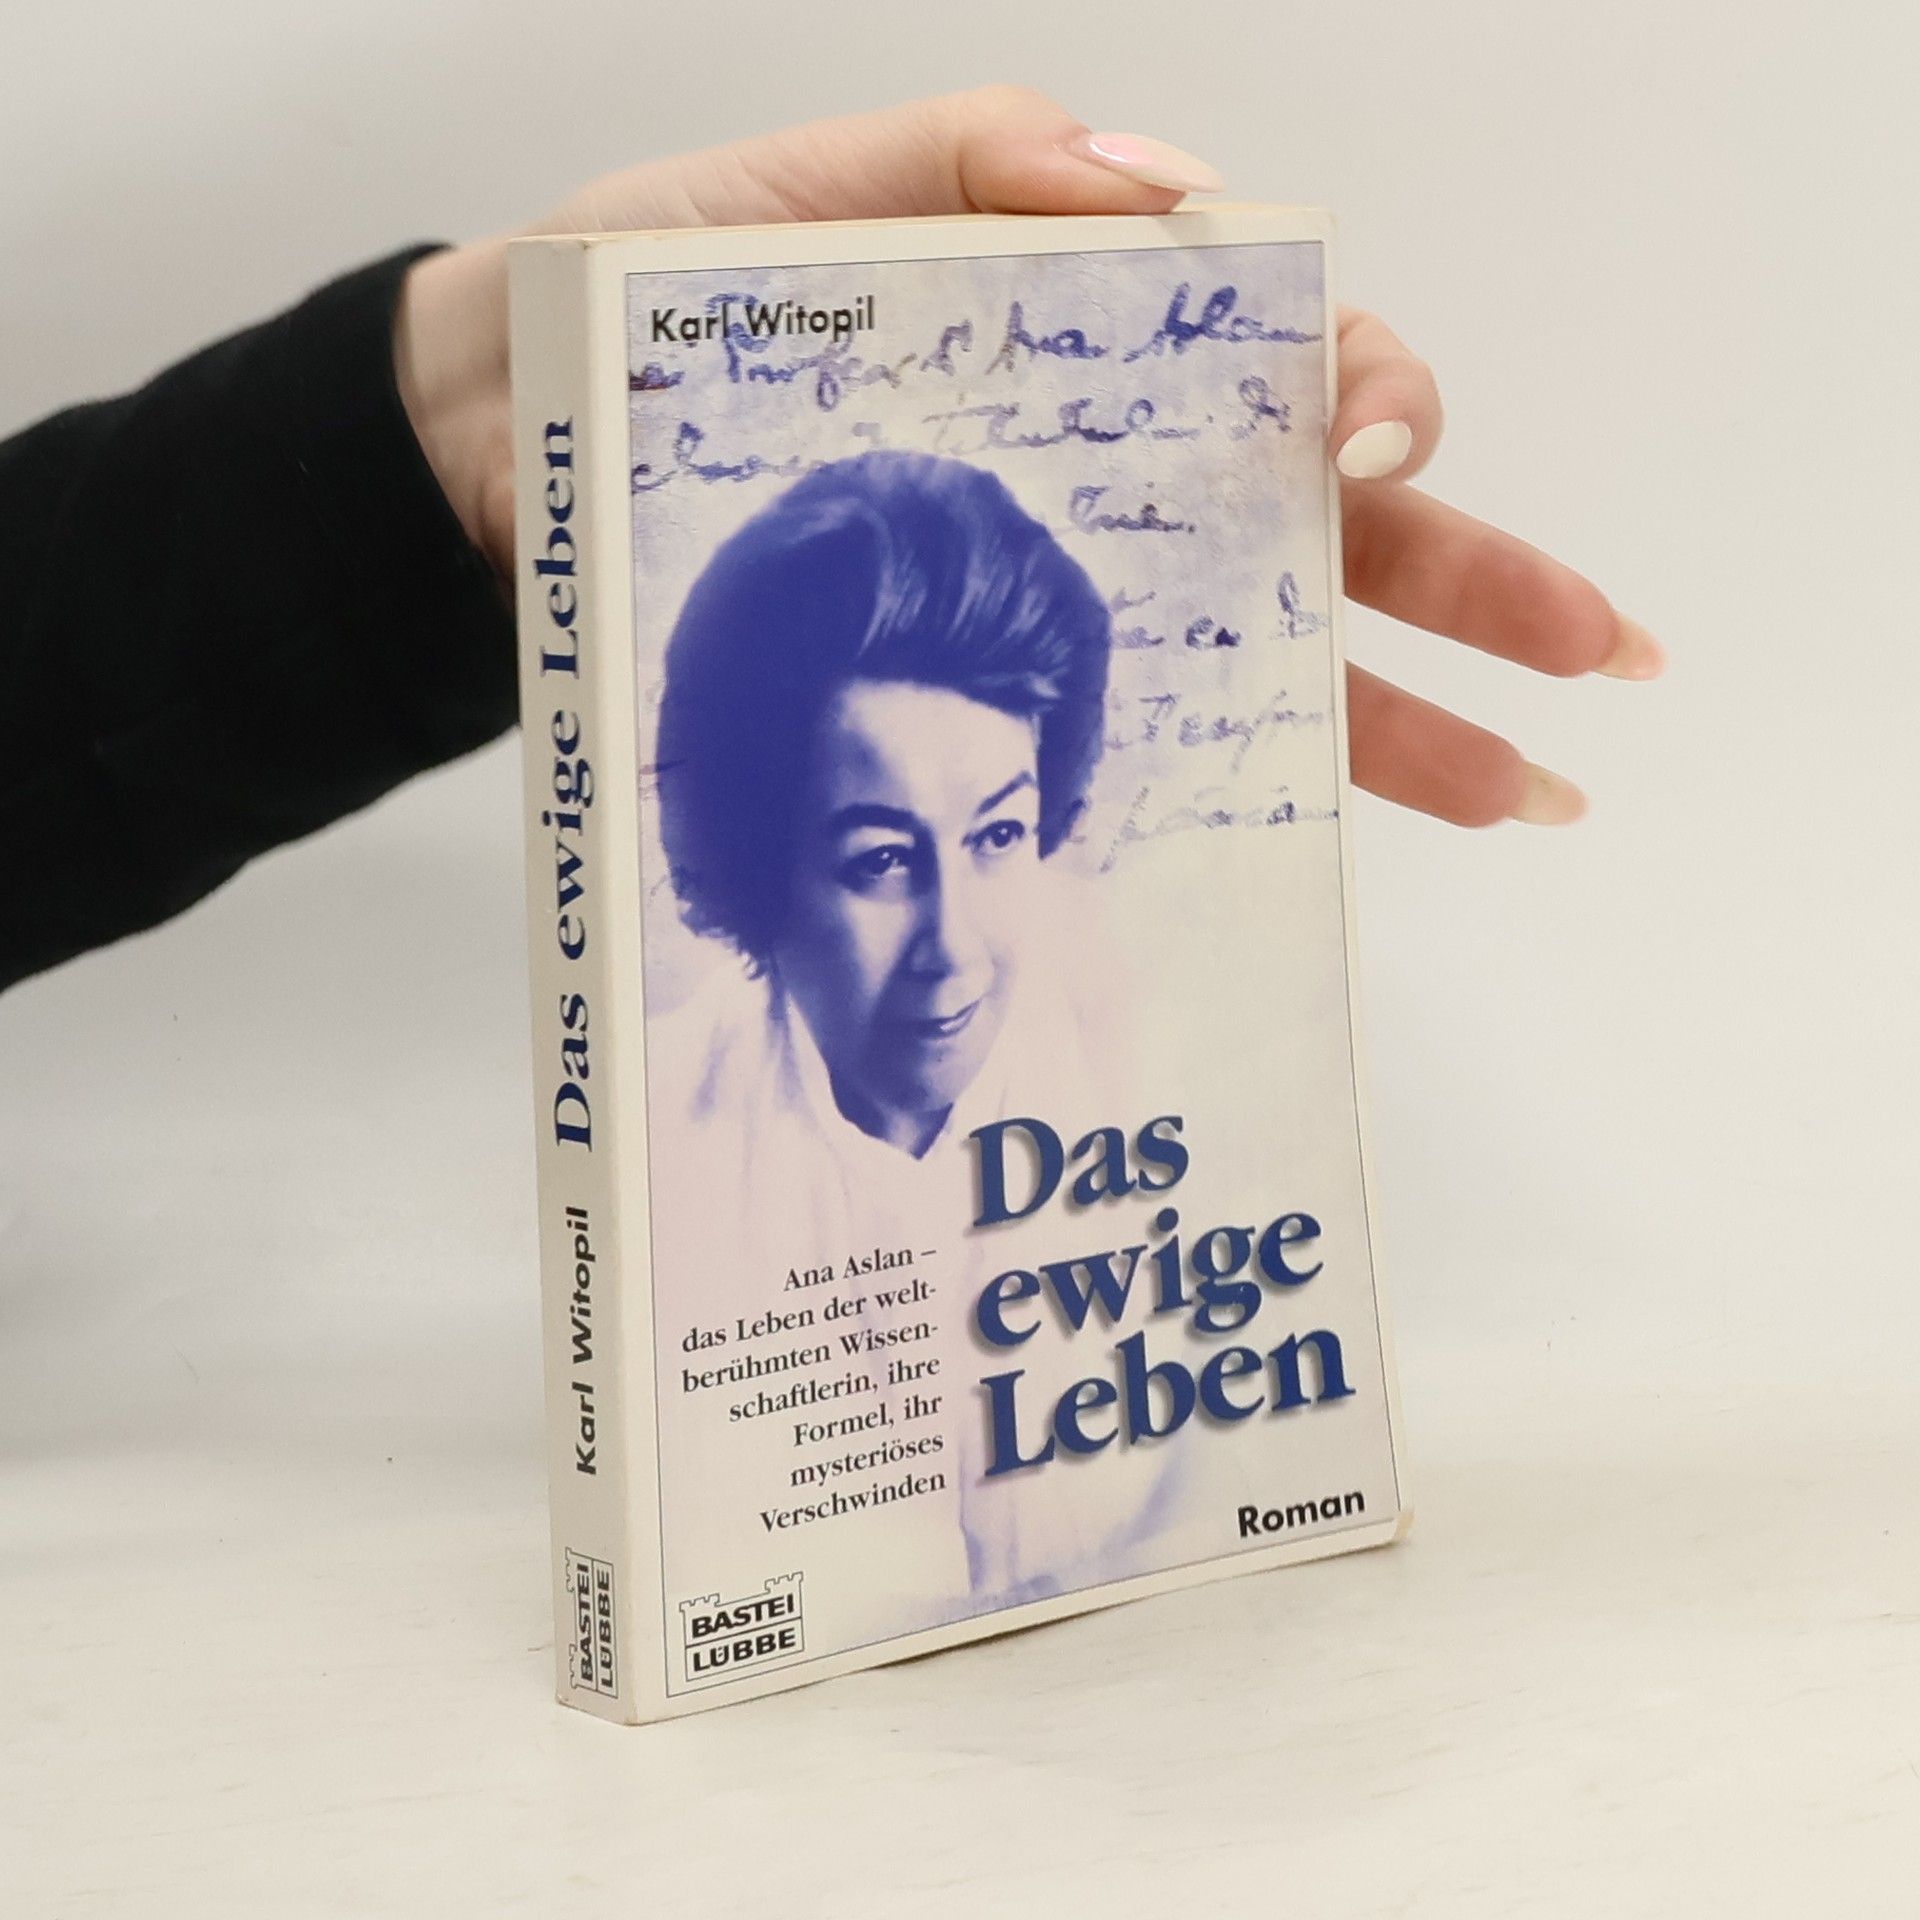 Karl Witopil
Das
ewige
Leben
Ana Aslan –
das Leben der welt-
berühmten Wissen-
schaftlerin, ihre
Formel, ihr
mysteriöses
Verschwinden
Roman
BASTEI
LÜBBE
Karl Witopil Das ewige Leben
BASTEI
LÜBBE